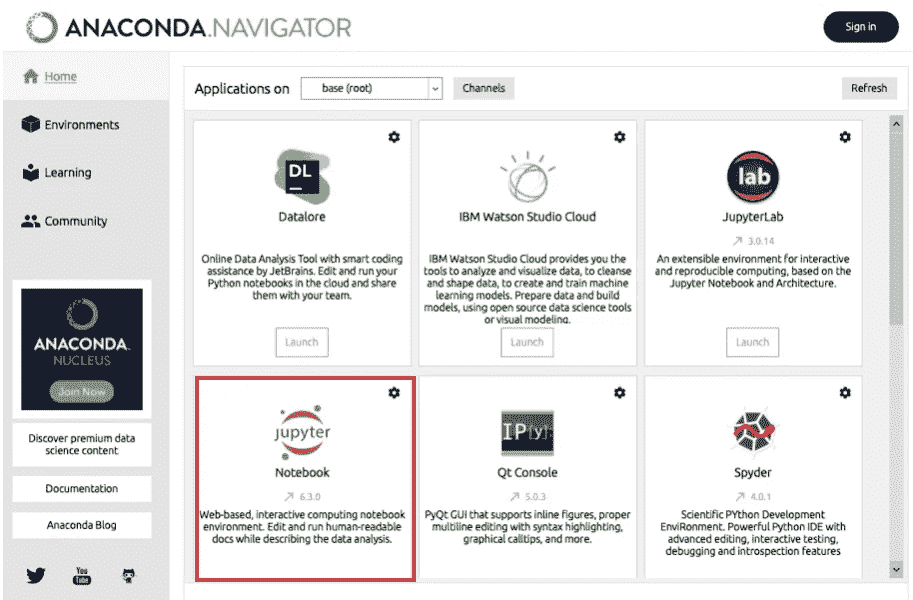 ANACONDA.NAVIGATOR
Sign in
Home
Environments
Learning
Community
ANACONDA.
NUCLEUS
Join Now
Discover premium data
science content
Documentation
Anaconda Blog
You
Tube
Applications on
base (root)
Channels
Refresh
DL
Datalore
Online Data Analysis Tool with smart coding
assistance by JetBrains. Edit and run your
Python notebooks in the cloud and share
them with your team.
Launch
IBM Watson Studio Cloud
IBM Watson Studio Cloud provides you the
tools to analyze and visualize data, to cleanse
and shape data, to create and train machine
learning models. Prepare data and build
models, using open source data science tools
or visual modeling.
Launch
lab
JupyterLab
3.0.14
An extensible environment for interactive
and reproducible computing, based on the
Jupyter Notebook and Architecture.
Launch
jupyter
Notebook
6.3.0
Web-based, interactive computing notebook
environment. Edit and run human-readable
docs while describing the data analysis.
IP[y]
Qt Console
5.0.3
PyQt GUI that supports inline figures, proper
multiline editing with syntax highlighting,
graphical calltips, and more.
Spyder
4.0.1
Scientific PYthon Development
EnviRonment. Powerful Python IDE with
advanced editing, interactive testing,
debugging and introspection features